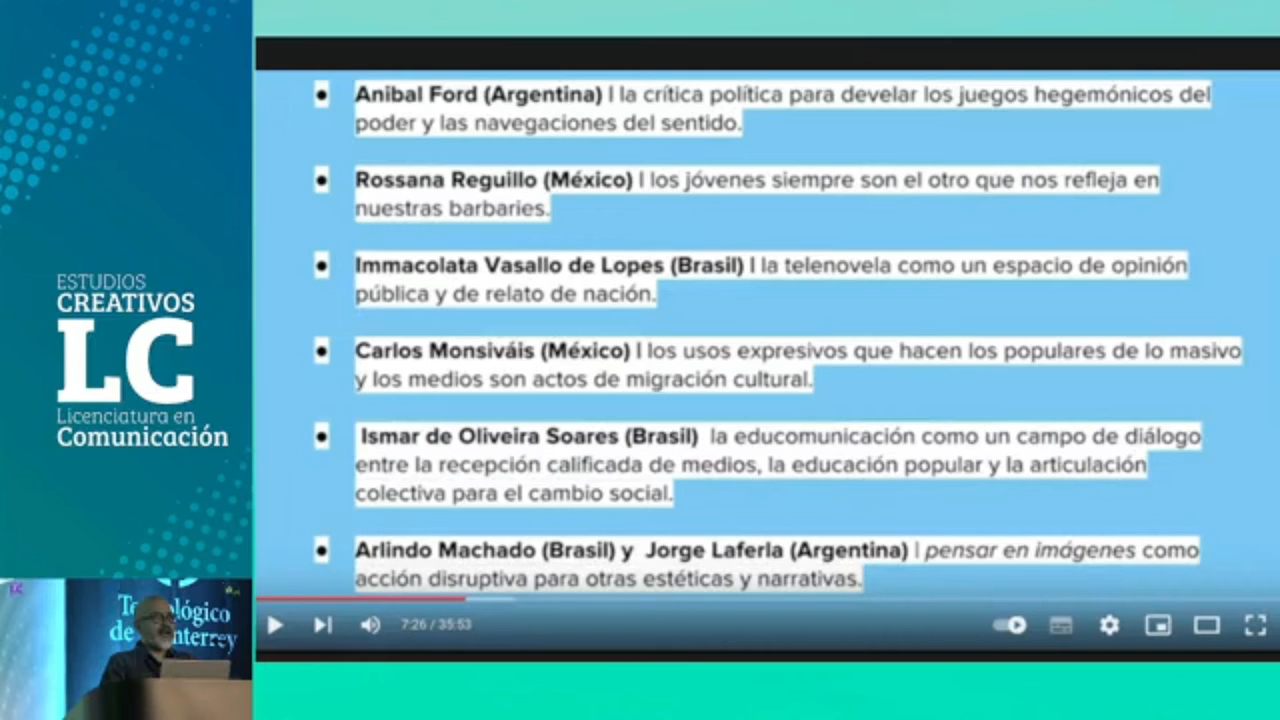 ESTUDIOS
CREATIVOS
LC
Licenciatura en
Comunicación
Anibal Ford (Argentina) | la crítica política para develar los juegos hegemónicos del
poder y las navegaciones del sentido.
Rossana Reguillo (México) | los jóvenes siempre son el otro que nos refleja en
nuestras barbaries.
Immacolata Vasallo de Lopes (Brasil) | la telenovela como un espacio de opinión
pública y de relato de nación.
Carlos Monsiváis (México) | los usos expresivos que hacen los populares de lo masivo
y los medios son actos de migración cultural.
Ismar de Oliveira Soares (Brasil) la educomunicación como un campo de diálogo
entre la recepción calificada de medios, la educación popular y la articulación
colectiva para el cambio social.
Arlindo Machado (Brasil) y Jorge Laferla (Argentina) | pensar en imágenes como
acción disruptiva para otras estéticas y narrativas.
7:26 / 35:53